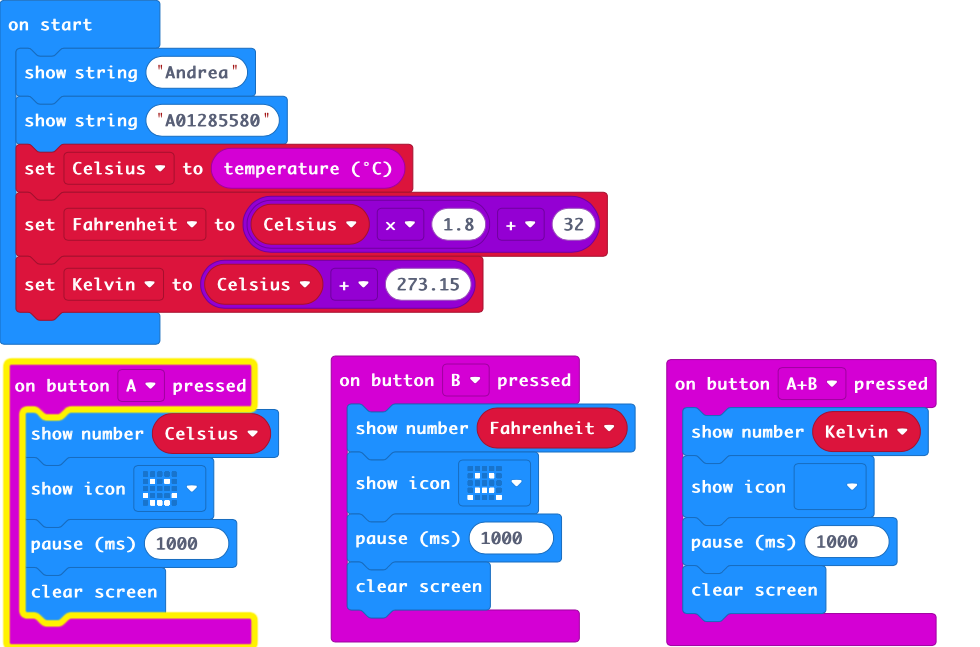 on start
show string "Andrea"
show string "A01285580"
set Celsius to temperature (°C)
set Fahrenheit to Celsius × 1.8 + 32
set Kelvin to Celsius + 273.15
on button A pressed
show number Celsius
show icon
pause (ms) 1000
clear screen
on button B pressed
show number Fahrenheit
show icon
pause (ms) 1000
clear screen
on button A+B pressed
show number Kelvin
show icon
pause (ms) 1000
clear screen